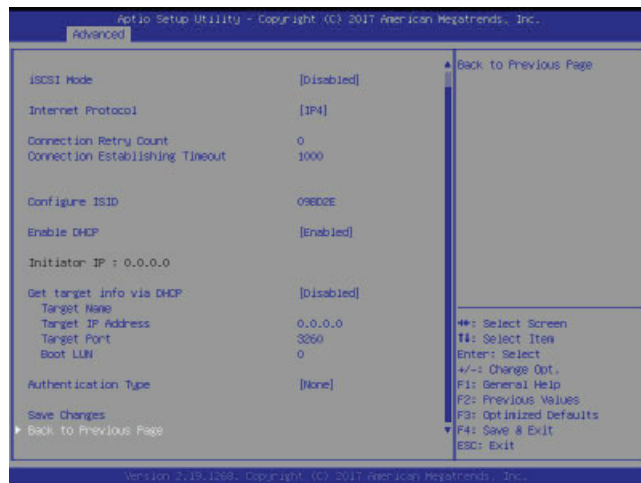 Aptio Setup Utility - Copyright (C) 2017 American Megatrends, Inc.
Advanced
iSCSI Mode [Disabled]
Internet Protocol [IP4]
Connection Retry Count 0
Connection Establishing Timeout 1000
Configure ISID 09BD2E
Enable DHCP [Enabled]
Initiator IP : 0.0.0.0
Get target info via DHCP [Disabled]
Target Name
Target IP Address 0.0.0.0
Target Port 3260
Boot LUN 0
Authentication Type [None]
Save Changes
Back to Previous Page
Back to Previous Page
↔: Select Screen
↑↓: Select Item
Enter: Select
+/-: Change Opt.
F1: General Help
F2: Previous Values
F3: Optimized Defaults
F4: Save & Exit
ESC: Exit
Version 2.19.1268. Copyright (C) 2017 American Megatrends, Inc.